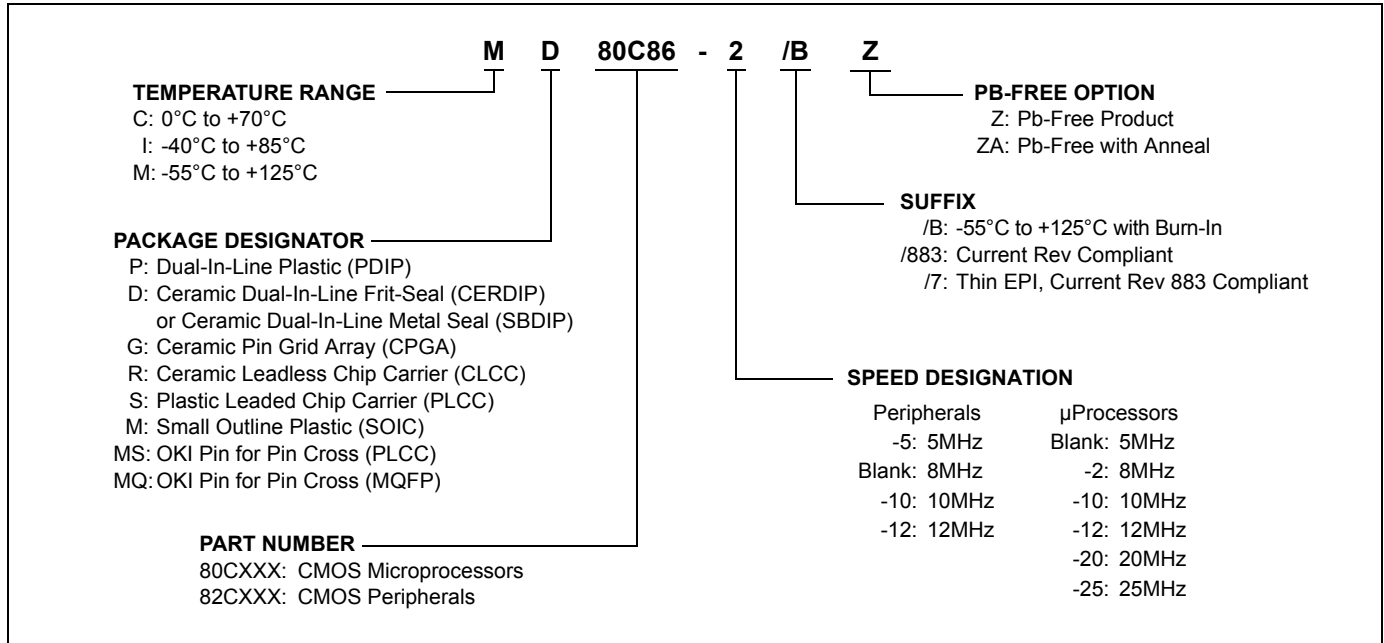 M D 80C86 - 2 /B Z
TEMPERATURE RANGE
C: 0°C to +70°C
I: -40°C to +85°C
M: -55°C to +125°C
PACKAGE DESIGNATOR
P: Dual-In-Line Plastic (PDIP)
D: Ceramic Dual-In-Line Frit-Seal (CERDIP)
or Ceramic Dual-In-Line Metal Seal (SBDIP)
G: Ceramic Pin Grid Array (CPGA)
R: Ceramic Leadless Chip Carrier (CLCC)
S: Plastic Leaded Chip Carrier (PLCC)
M: Small Outline Plastic (SOIC)
MS: OKI Pin for Pin Cross (PLCC)
MQ: OKI Pin for Pin Cross (MQFP)
PART NUMBER
80CXXX: CMOS Microprocessors
82CXXX: CMOS Peripherals
PB-FREE OPTION
Z: Pb-Free Product
ZA: Pb-Free with Anneal
SUFFIX
/B: -55°C to +125°C with Burn-In
/883: Current Rev Compliant
/7: Thin EPI, Current Rev 883 Compliant
SPEED DESIGNATION
Peripherals
-5: 5MHz
Blank: 8MHz
-10: 10MHz
-12: 12MHz
µProcessors
Blank: 5MHz
-2: 8MHz
-10: 10MHz
-12: 12MHz
-20: 20MHz
-25: 25MHz